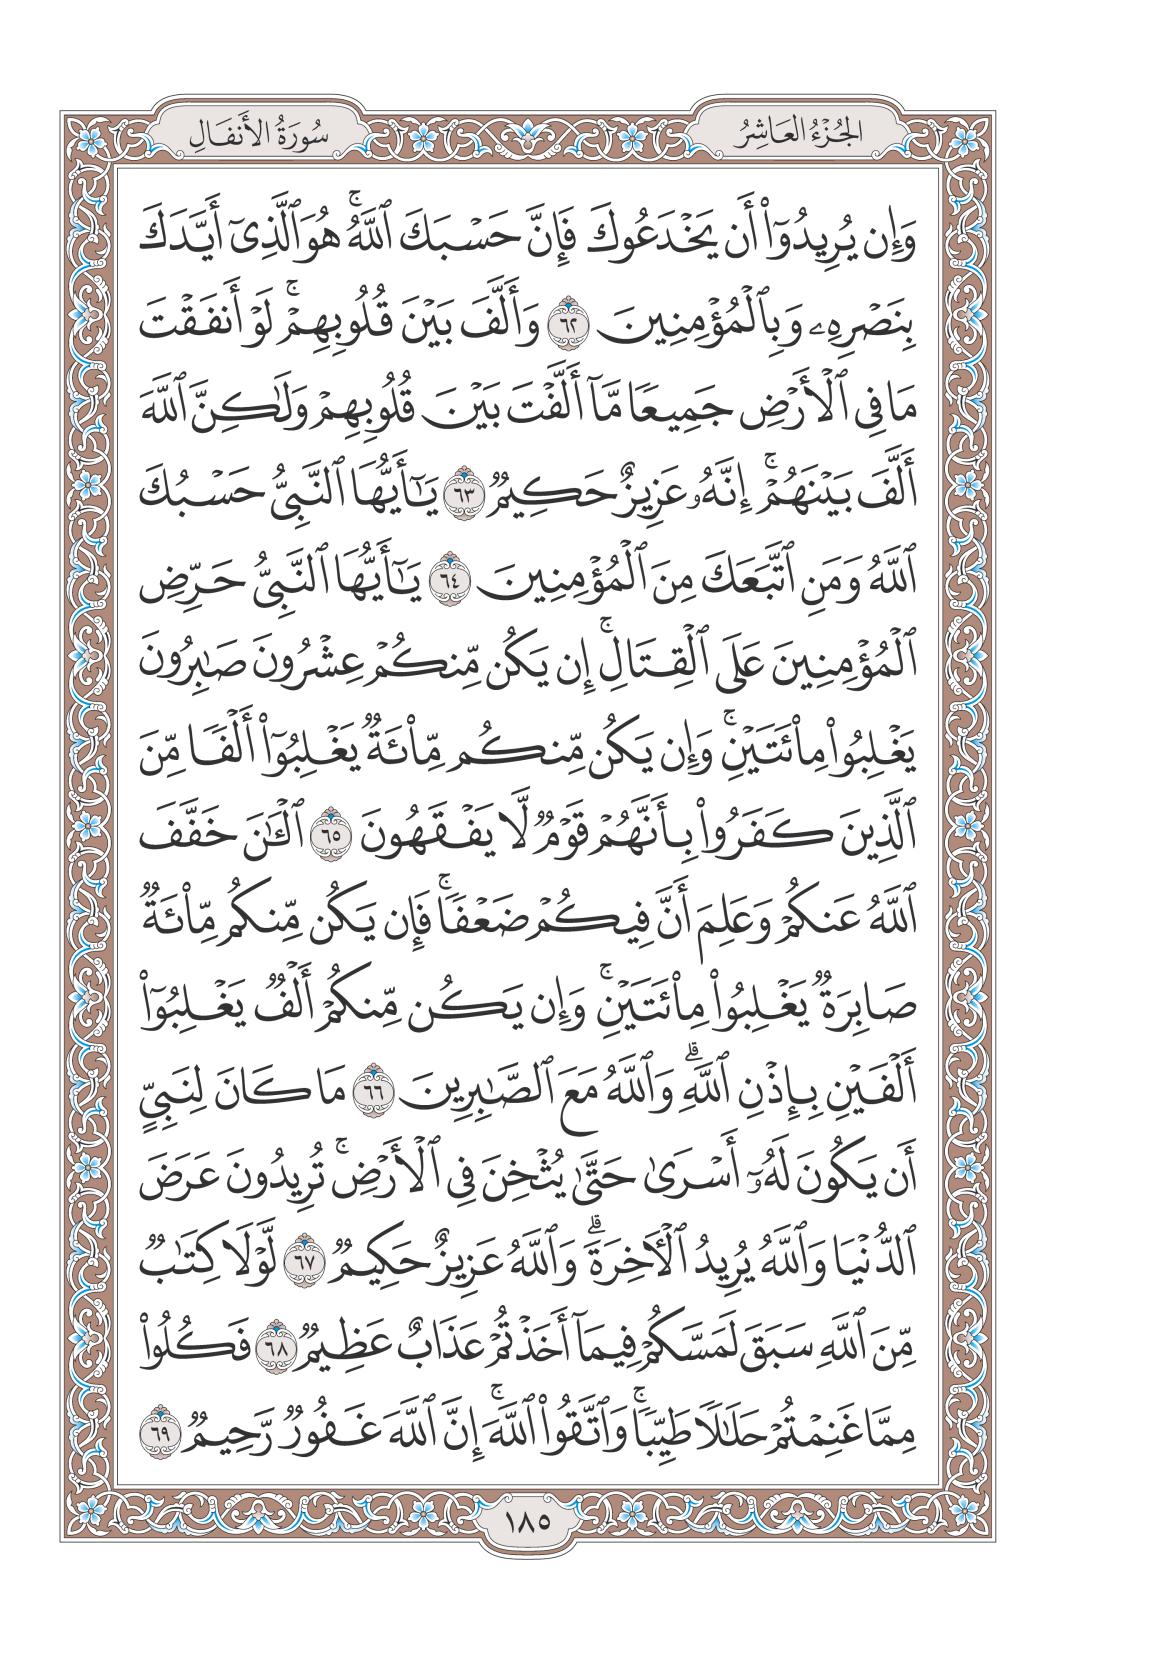 الجُزْءُ العَاشِرُ
سُورَةُ الأَنفَالِ
وَإِن يُرِيدُوٓا۟ أَن يَخْدَعُوكَ فَإِنَّ حَسْبَكَ ٱللَّهُ ۚ هُوَ ٱلَّذِىٓ أَيَّدَكَ
بِنَصْرِهِۦ وَبِٱلْمُؤْمِنِينَ ٦٢ وَأَلَّفَ بَيْنَ قُلُوبِهِمْ ۚ لَوْ أَنفَقْتَ
مَا فِى ٱلْأَرْضِ جَمِيعًا مَّآ أَلَّفْتَ بَيْنَ قُلُوبِهِمْ وَلَـٰكِنَّ ٱللَّهَ
أَلَّفَ بَيْنَهُمْ ۚ إِنَّهُۥ عَزِيزٌ حَكِيمٌ ٦٣ يَـٰٓأَيُّهَا ٱلنَّبِىُّ حَسْبُكَ
ٱللَّهُ وَمَنِ ٱتَّبَعَكَ مِنَ ٱلْمُؤْمِنِينَ ٦٤ يَـٰٓأَيُّهَا ٱلنَّبِىُّ حَرِّضِ
ٱلْمُؤْمِنِينَ عَلَى ٱلْقِتَالِ ۚ إِن يَكُن مِّنكُمْ عِشْرُونَ صَـٰبِرُونَ
يَغْلِبُوا۟ مِا۟ئَتَيْنِ ۚ وَإِن يَكُن مِّنكُم مِّا۟ئَةٌ يَغْلِبُوٓا۟ أَلْفًا مِّنَ
ٱلَّذِينَ كَفَرُوا۟ بِأَنَّهُمْ قَوْمٌ لَّا يَفْقَهُونَ ٦٥ ٱلْـَٔـٰنَ خَفَّفَ
ٱللَّهُ عَنكُمْ وَعَلِمَ أَنَّ فِيكُمْ ضَعْفًا ۚ فَإِن يَكُن مِّنكُم مِّا۟ئَةٌ
صَابِرَةٌ يَغْلِبُوا۟ مِا۟ئَتَيْنِ ۚ وَإِن يَكُن مِّنكُمْ أَلْفٌ يَغْلِبُوٓا۟
أَلْفَيْنِ بِإِذْنِ ٱللَّهِ ۗ وَٱللَّهُ مَعَ ٱلصَّـٰبِرِينَ ٦٦ مَا كَانَ لِنَبِىٍّ
أَن يَكُونَ لَهُۥٓ أَسْرَىٰ حَتَّىٰ يُثْخِنَ فِى ٱلْأَرْضِ ۚ تُرِيدُونَ عَرَضَ
ٱلدُّنْيَا وَٱللَّهُ يُرِيدُ ٱلْـَٔاخِرَةَ ۗ وَٱللَّهُ عَزِيزٌ حَكِيمٌ ٦٧ لَّوْلَا كِتَـٰبٌ
مِّنَ ٱللَّهِ سَبَقَ لَمَسَّكُمْ فِيمَآ أَخَذْتُمْ عَذَابٌ عَظِيمٌ ٦٨ فَكُلُوا۟
مِمَّا غَنِمْتُمْ حَلَـٰلًا طَيِّبًا ۚ وَٱتَّقُوا۟ ٱللَّهَ ۚ إِنَّ ٱللَّهَ غَفُورٌ رَّحِيمٌ ٦٩
١٨٥